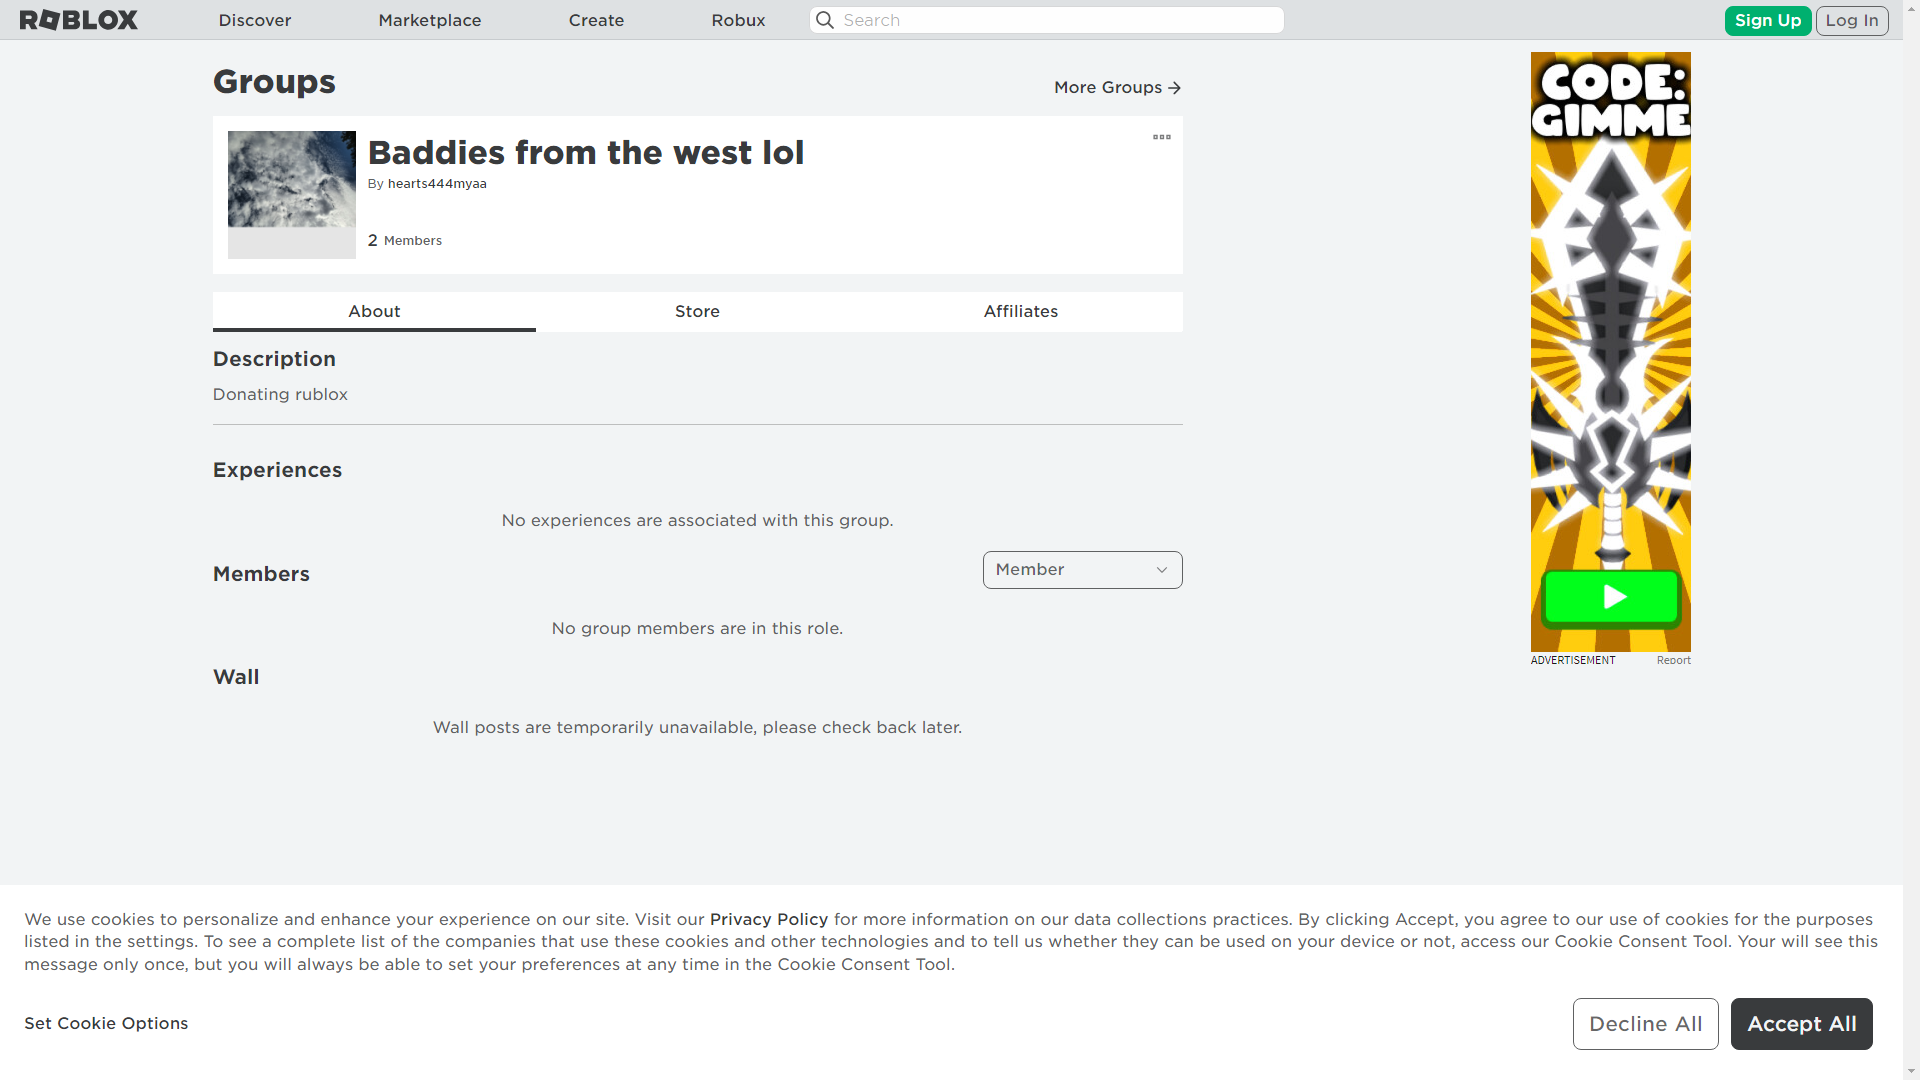 ROBLOX
Discover
Marketplace
Create
Robux
Search
Sign Up
Log In
Groups
More Groups
Baddies from the west lol
By hearts444myaa
2 Members
About
Store
Affiliates
Description
Donating rublox
Experiences
No experiences are associated with this group.
Members
Member
No group members are in this role.
Wall
Wall posts are temporarily unavailable, please check back later.
CODE:
GIMME
ADVERTISEMENT
Report
We use cookies to personalize and enhance your experience on our site. Visit our Privacy Policy for more information on our data collections practices. By clicking Accept, you agree to our use of cookies for the purposes
listed in the settings. To see a complete list of the companies that use these cookies and other technologies and to tell us whether they can be used on your device or not, access our Cookie Consent Tool. Your will see this
message only once, but you will always be able to set your preferences at any time in the Cookie Consent Tool.
Set Cookie Options
Decline All
Accept All